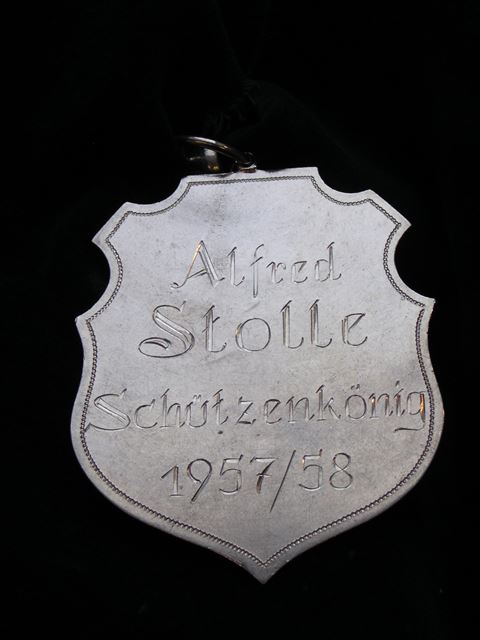 Alfred
Stolle
Schützenkönig
1957/58